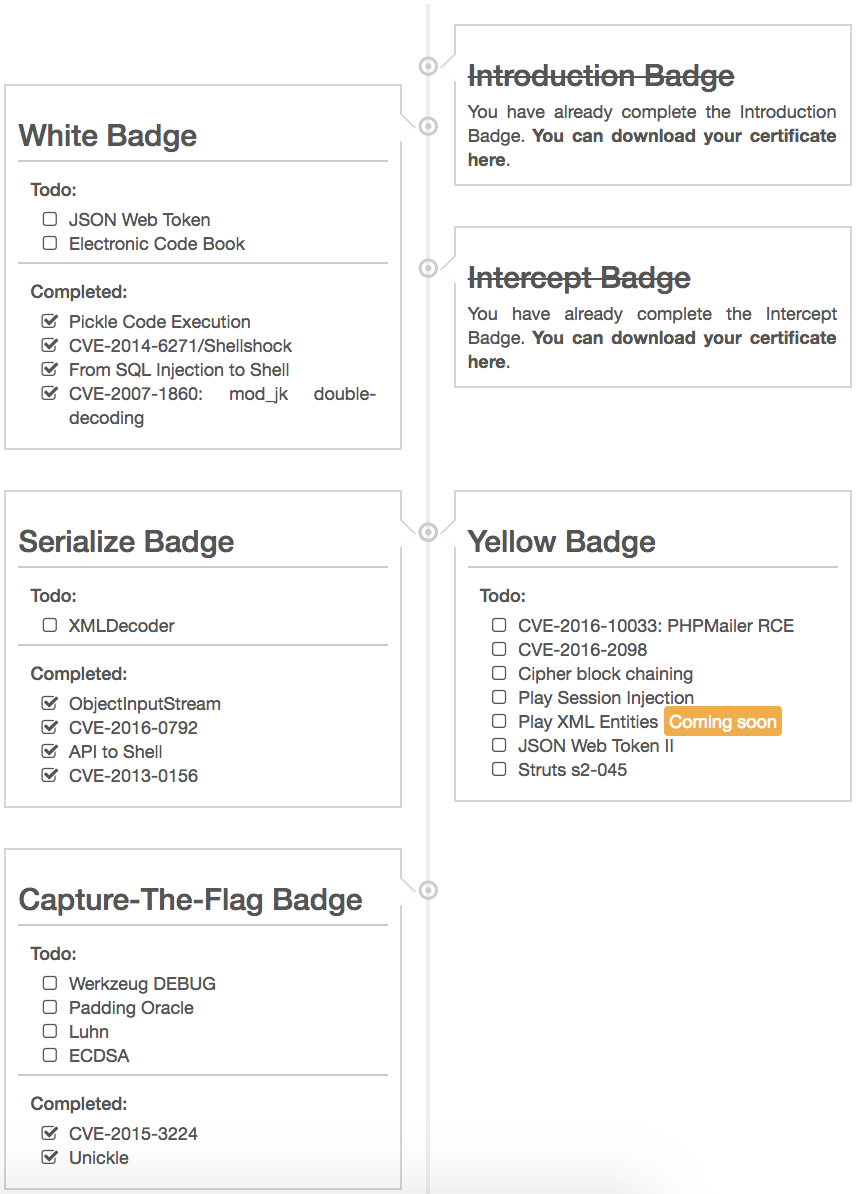 Introduction Badge
You have already complete the Introduction
Badge. You can download your certificate
here.
White Badge
Todo:
JSON Web Token
Electronic Code Book
Completed:
Pickle Code Execution
CVE-2014-6271/Shellshock
From SQL Injection to Shell
CVE-2007-1860: mod_jk double-
decoding
Intercept Badge
You have already complete the Intercept
Badge. You can download your certificate
here.
Serialize Badge
Todo:
XMLDecoder
Completed:
ObjectInputStream
CVE-2016-0792
API to Shell
CVE-2013-0156
Yellow Badge
Todo:
CVE-2016-10033: PHPMailer RCE
CVE-2016-2098
Cipher block chaining
Play Session Injection
Play XML Entities Coming soon
JSON Web Token II
Struts s2-045
Capture-The-Flag Badge
Todo:
Werkzeug DEBUG
Padding Oracle
Luhn
ECDSA
Completed:
CVE-2015-3224
Unickle